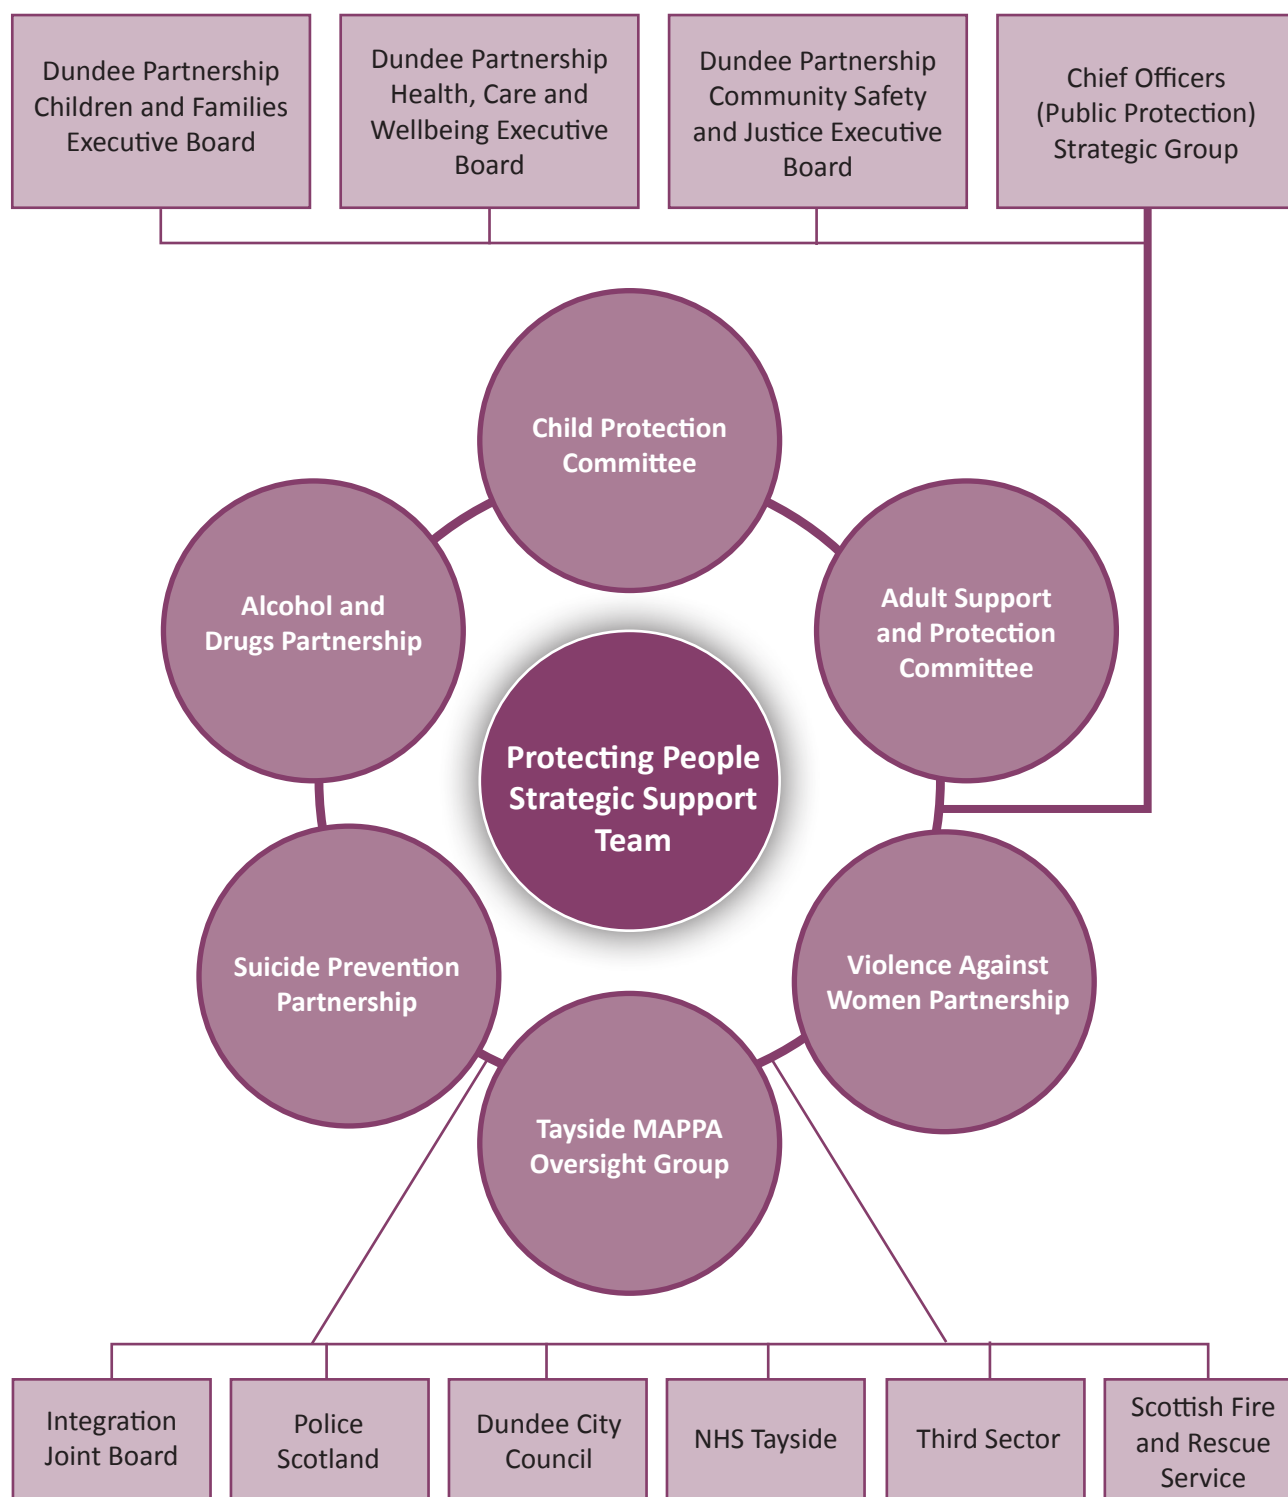 Dundee Partnership
Children and Families
Executive Board
Dundee Partnership
Health, Care and
Wellbeing Executive
Board
Dundee Partnership
Community Safety
and Justice Executive
Board
Chief Officers
(Public Protection)
Strategic Group
Child Protection
Committee
Alcohol and
Drugs Partnership
Adult Support
and Protection
Committee
Protecting People
Strategic Support
Team
Suicide Prevention
Partnership
Violence Against
Women Partnership
Tayside MAPPA
Oversight Group
Integration
Joint Board
Police
Scotland
Dundee City
Council
NHS Tayside
Third Sector
Scottish Fire
and Rescue
Service